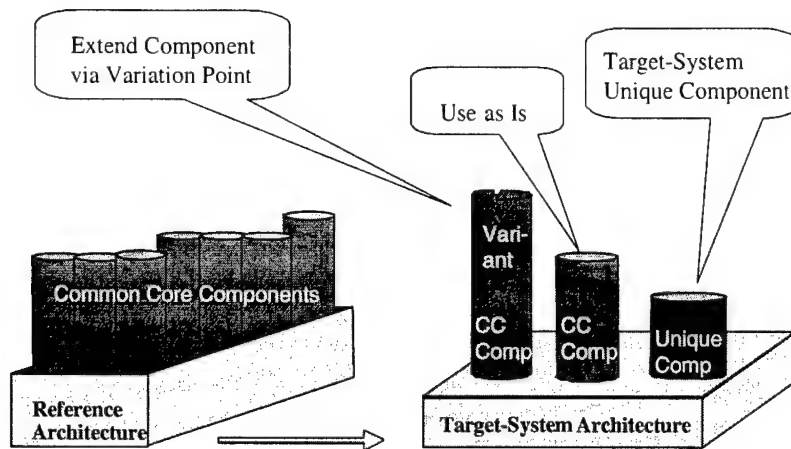 Extend Component
via Variation Point
Use as Is
Target-System
Unique Component
Common Core Components
Vari-
ant
CC
Comp
CC
Comp
Unique
Comp
Reference
Architecture
Target-System Architecture